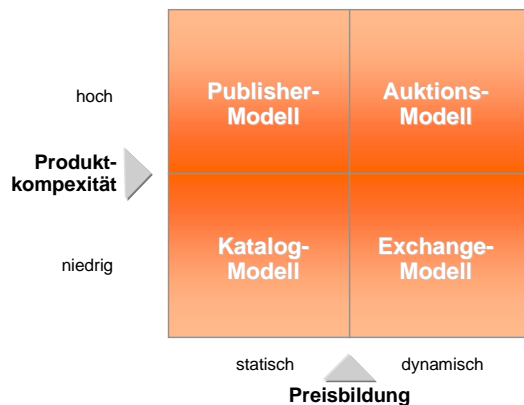 hoch
Publisher-
Modell
Auktions-
Modell
Produkt-
kompexität
niedrig
Katalog-
Modell
Exchange-
Modell
statisch
dynamisch
Preisbildung